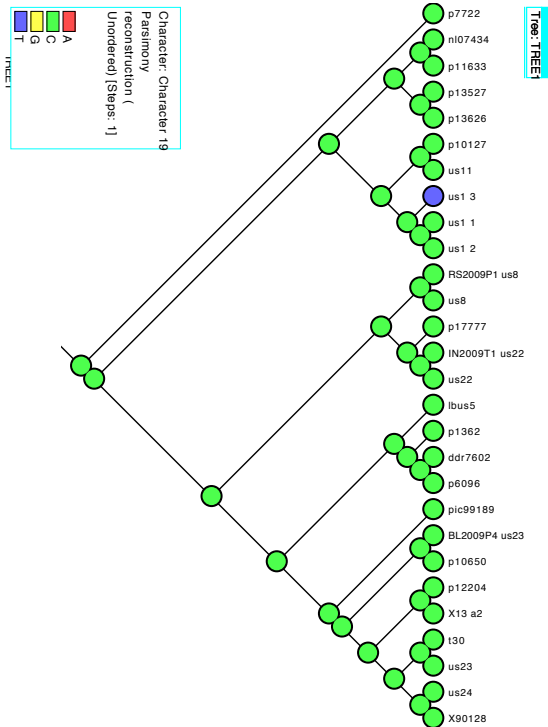 Tree: TREE1
p7722
nl07434
p11633
p13527
p13626
p10127
us11
us1 3
us1 1
us1 2
RS2009P1 us8
us8
p17777
IN2009T1 us22
us22
lbus5
p1362
ddr7602
p6096
pic99189
BL2009P4 us23
p10650
p12204
X13 a2
t30
us23
us24
X90128
Character: Character 19
Parsimony
reconstruction (
Unordered) [Steps: 1]
A
C
G
T